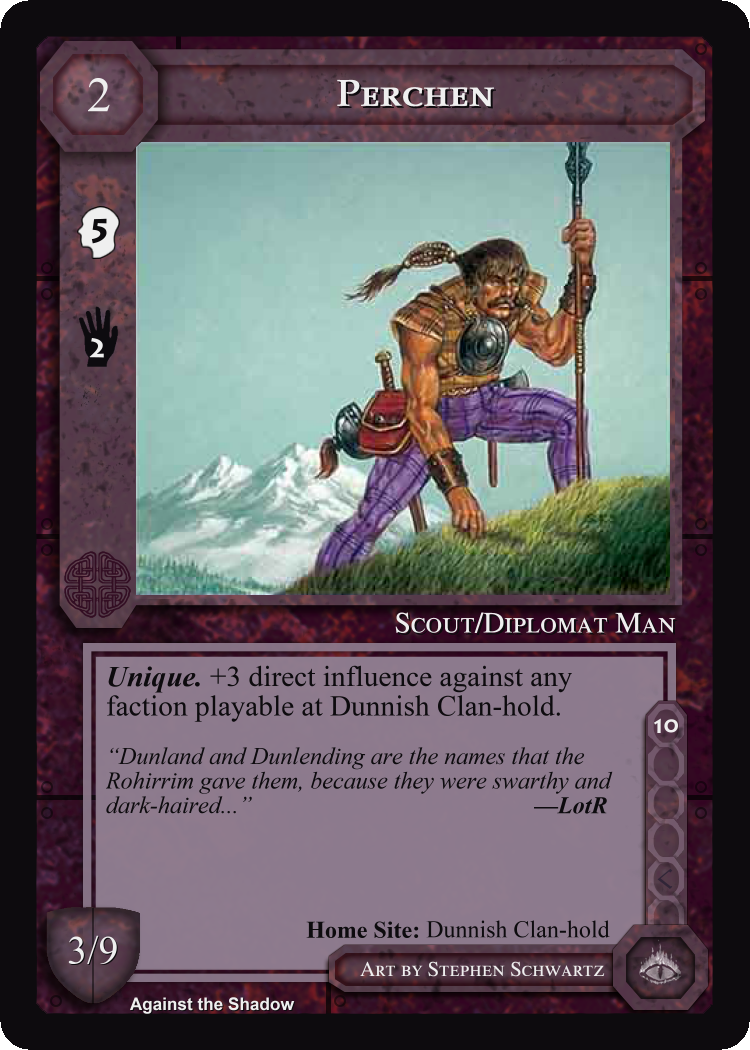 2
Perchen
5
2
Scout/Diplomat Man
Unique. +3 direct influence against any
faction playable at Dunnish Clan-hold.
10
“Dunland and Dunlending are the names that the
Rohirrim gave them, because they were swarthy and
dark-haired...” —LotR
Home Site: Dunnish Clan-hold
3/9
Art by Stephen Schwartz
Against the Shadow